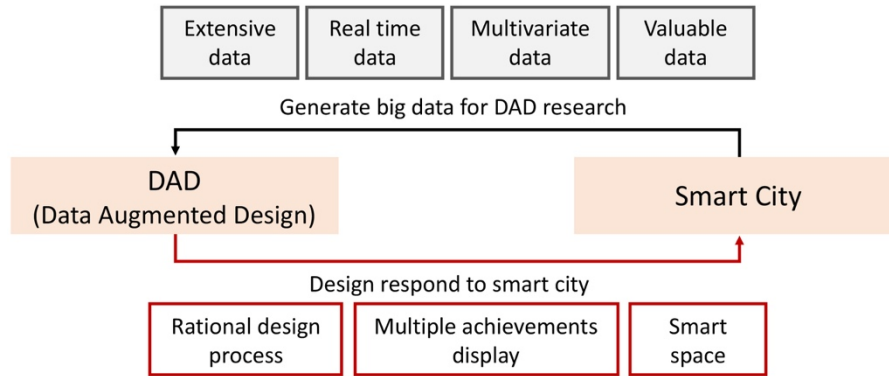 Extensive data
Real time data
Multivariate data
Valuable data
Generate big data for DAD research
DAD
(Data Augmented Design)
Smart City
Design respond to smart city
Rational design process
Multiple achievements display
Smart space